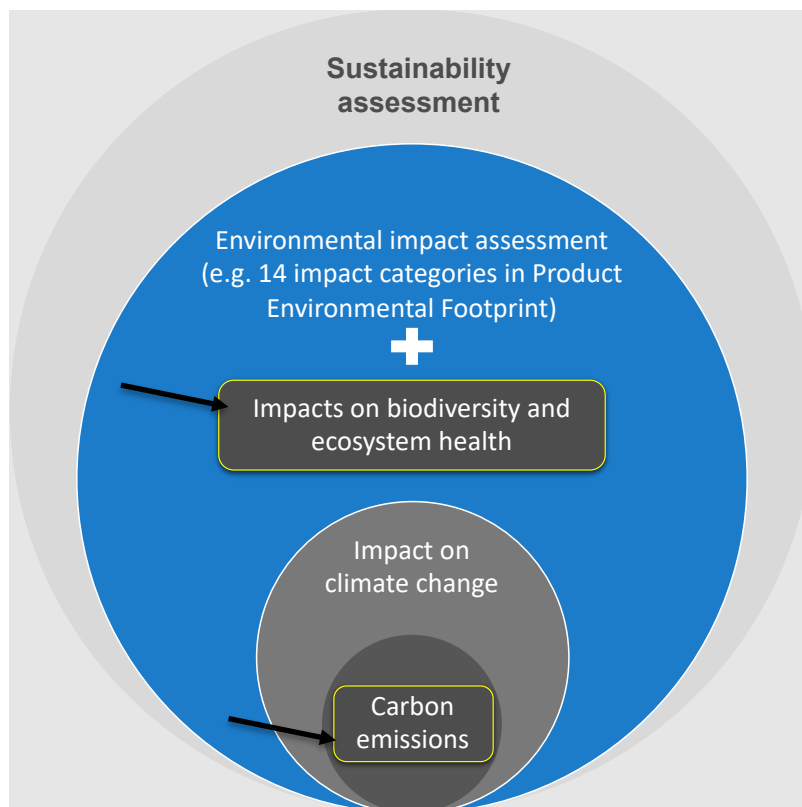 Sustainability
assessment
Environmental impact assessment
(e.g. 14 impact categories in Product
Environmental Footprint)
Impacts on biodiversity and
ecosystem health
Impact on
climate change
Carbon
emissions